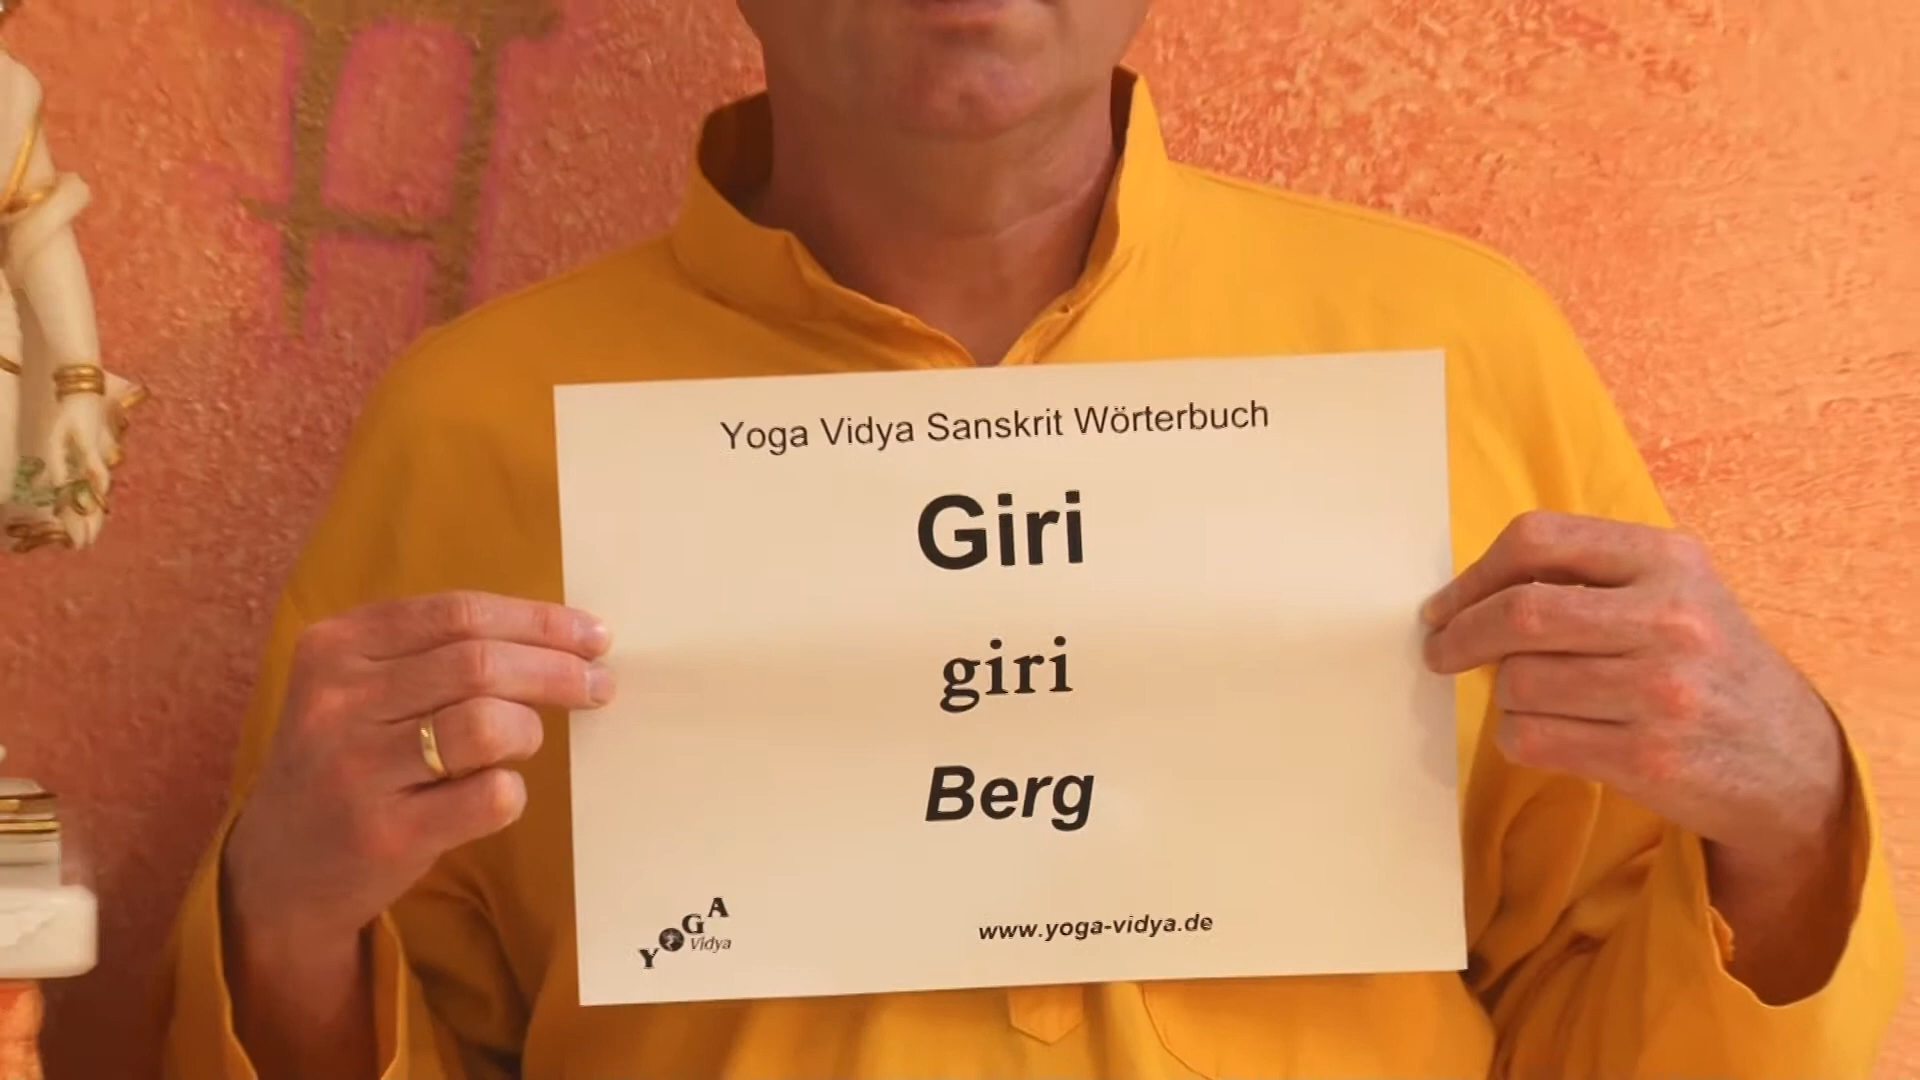 Yoga Vidya Sanskrit Wörterbuch
Giri
giri
Berg
YOGA
Vidya
www.yoga-vidya.de